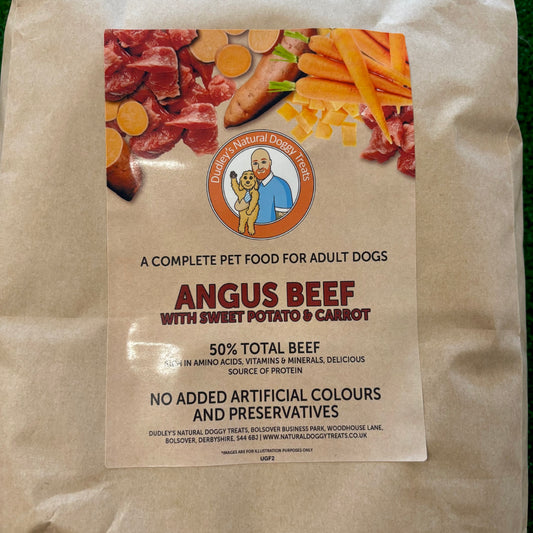 Dudley's Natural Doggy Treats
A COMPLETE PET FOOD FOR ADULT DOGS
ANGUS BEEF
WITH SWEET POTATO & CARROT
50% TOTAL BEEF
RICH IN AMINO ACIDS, VITAMINS & MINERALS, DELICIOUS
SOURCE OF PROTEIN
NO ADDED ARTIFICIAL COLOURS
AND PRESERVATIVES
DUDLEY'S NATURAL DOGGY TREATS, BOLSOVER BUSINESS PARK, WOODHOUSE LANE,
BOLSOVER, DERBYSHIRE, S44 6BJ | WWW.NATURALDOGGYTREATS.CO.UK
*IMAGES ARE FOR ILLUSTRATION PURPOSES ONLY
UGF2